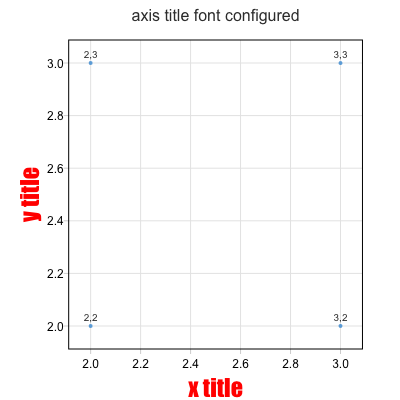 axis title font configured
2,3 3,3
3.0
2.8
2.6
2.4
2.2
2.0
y title
2,2 3,2
2.0 2.2 2.4 2.6 2.8 3.0
x title